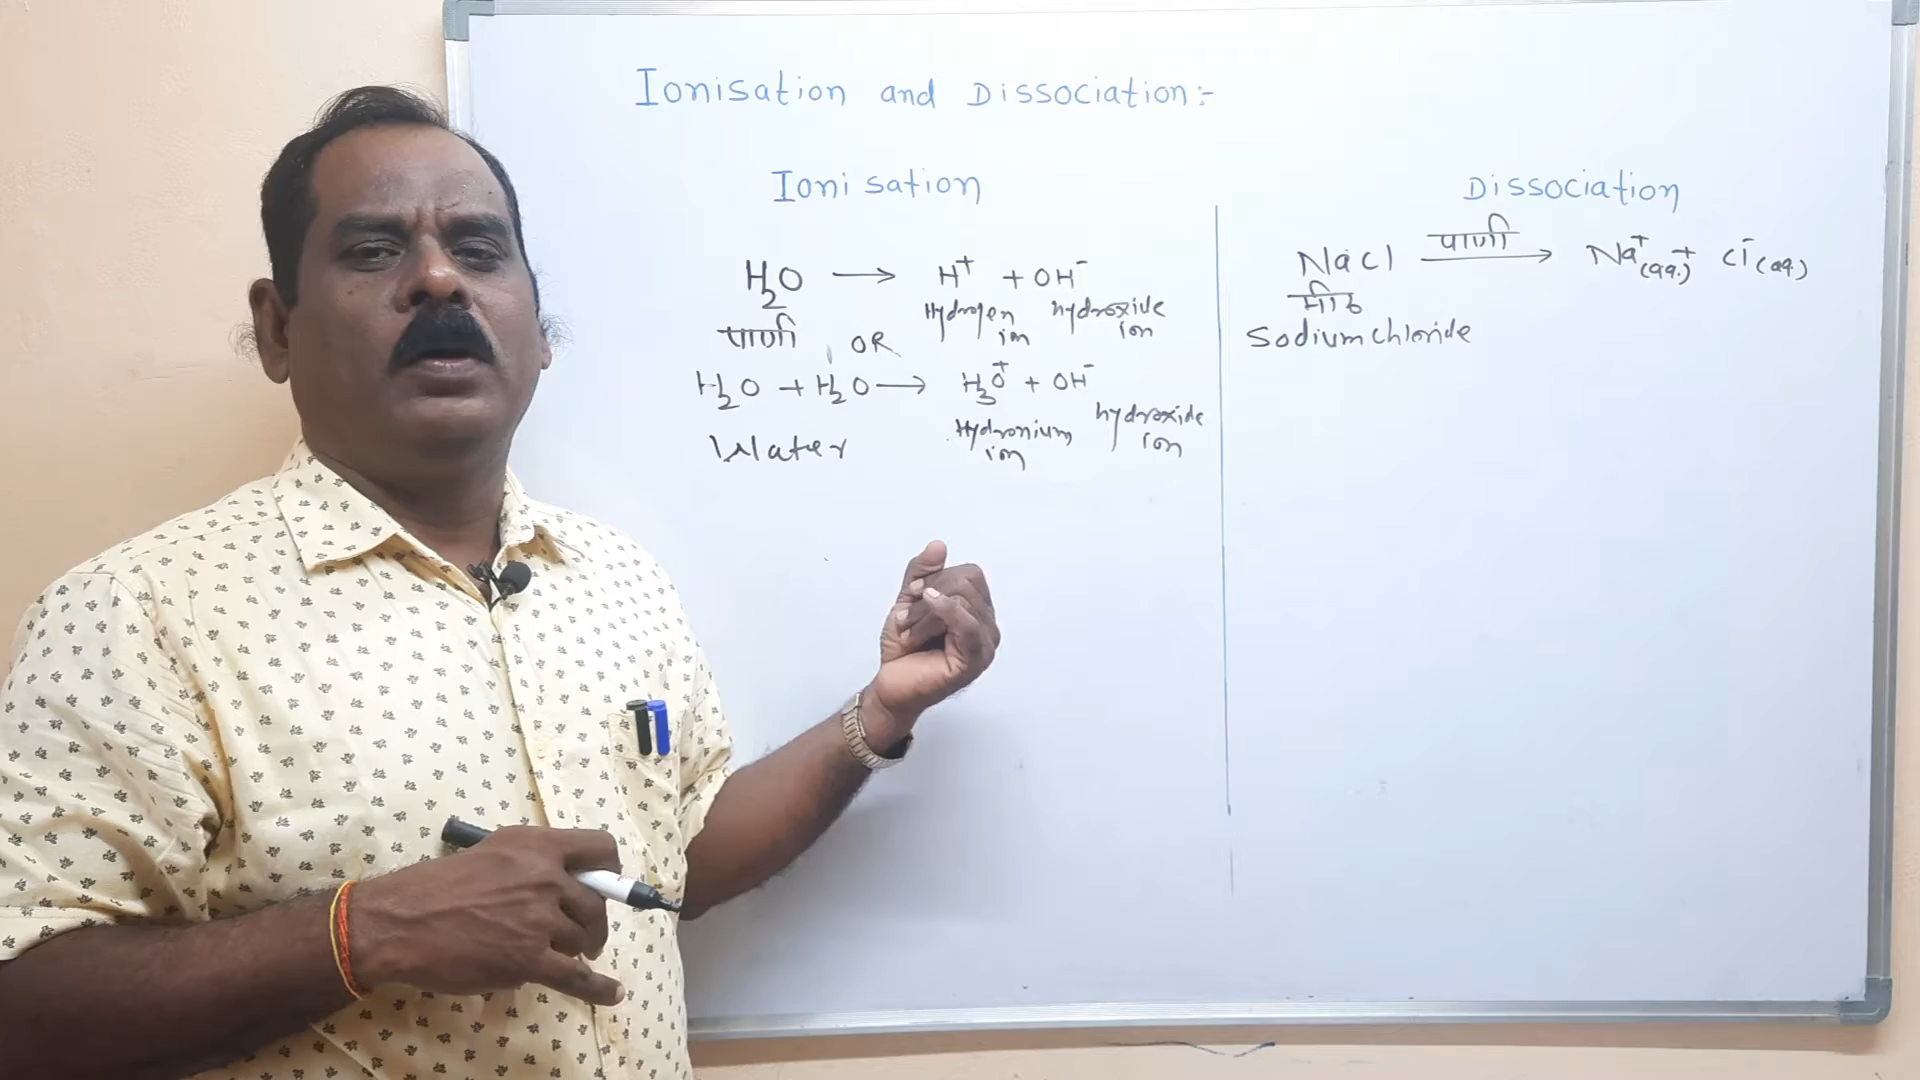 Ionisation and Dissociation:-
Ionisation
H₂O ⟶ H⁺ + OH⁻
पाणी Hydrogen ion hydroxide ion
OR
H₂O + H₂O ⟶ H₃O⁺ + OH⁻
Water Hydronium ion hydroxide ion
Dissociation
NaCl पाणी ⟶ Na⁺(aq) + Cl⁻(aq)
मीठ
Sodium chloride